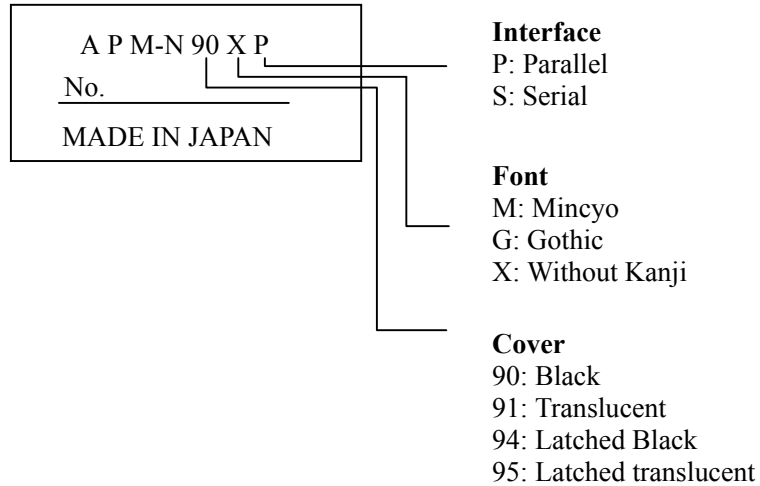 A P M-N 90 X P
No.
MADE IN JAPAN
Interface
P: Parallel
S: Serial
Font
M: Mincyo
G: Gothic
X: Without Kanji
Cover
90: Black
91: Translucent
94: Latched Black
95: Latched translucent